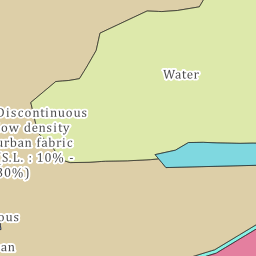 Water
Discontinuous
ow density
urban fabric
S.L. : 10% -
30%)
ous
an